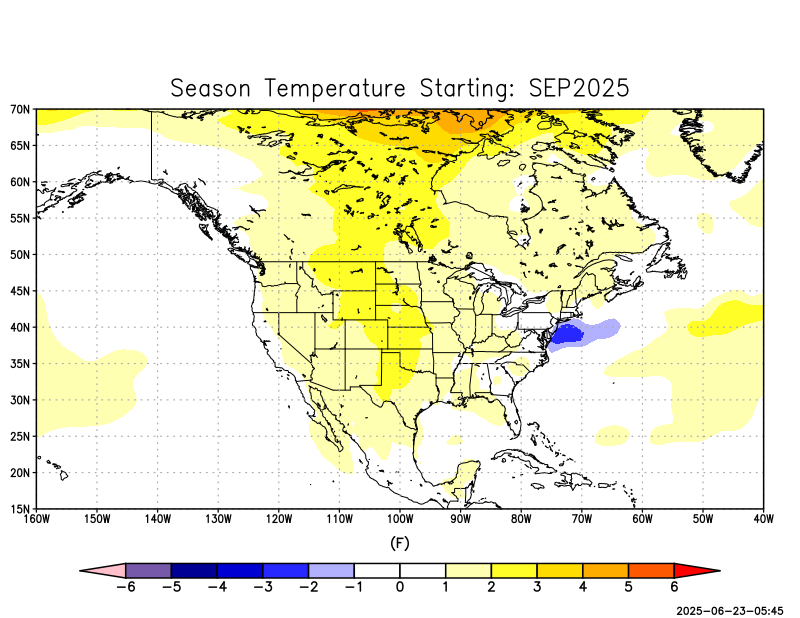 Season Temperature Starting: SEP2025
70N
65N
60N
55N
50N
45N
40N
35N
30N
25N
20N
15N
160W 150W 140W 130W 120W 110W 100W 90W 80W 70W 60W 50W 40W
(F)
-6 -5 -4 -3 -2 -1 0 1 2 3 4 5 6
2025-06-23-05:45